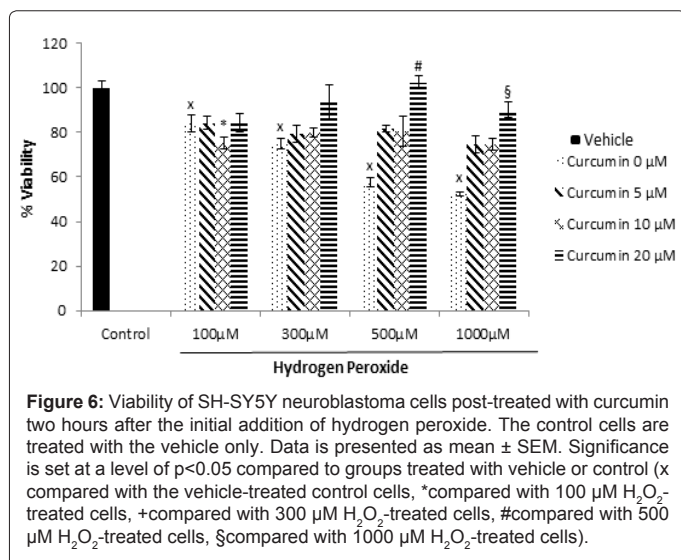 120
100
80
60
40
20
0
% Viability
x
*
x
x
#
x
§
Vehicle
Curcumin 0 µM
Curcumin 5 µM
Curcumin 10 µM
Curcumin 20 µM
Control 100µM 300µM 500µM 1000µM
Hydrogen Peroxide
Figure 6: Viability of SH-SY5Y neuroblastoma cells post-treated with curcumin
two hours after the initial addition of hydrogen peroxide. The control cells are
treated with the vehicle only. Data is presented as mean ± SEM. Significance
is set at a level of p<0.05 compared to groups treated with vehicle or control (x
compared with the vehicle-treated control cells, *compared with 100 µM H₂O₂-
treated cells, +compared with 300 µM H₂O₂-treated cells, #compared with 500
µM H₂O₂-treated cells, §compared with 1000 µM H₂O₂-treated cells).